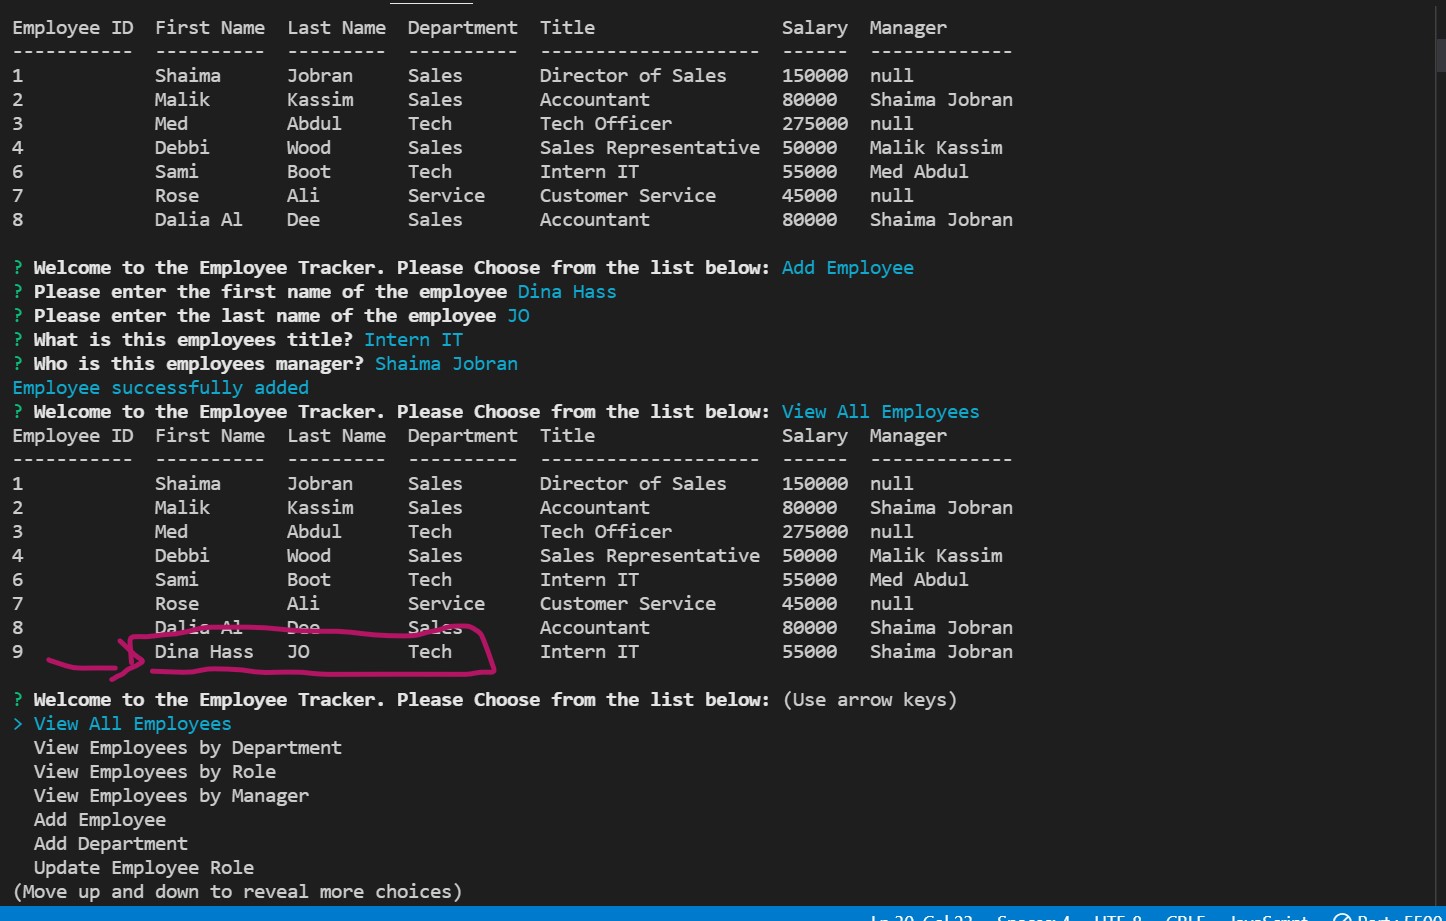 Employee ID  First Name  Last Name  Department  Title                 Salary  Manager
-----------  ----------  ---------  ----------  --------------------  ------  -------------
1            Shaima      Jobran     Sales       Director of Sales     150000  null
2            Malik       Kassim     Sales       Accountant            80000   Shaima Jobran
3            Med         Abdul      Tech        Tech Officer          275000  null
4            Debbi       Wood       Sales       Sales Representative  50000   Malik Kassim
6            Sami        Boot       Tech        Intern IT             55000   Med Abdul
7            Rose        Ali        Service     Customer Service      45000   null
8            Dalia Al    Dee        Sales       Accountant            80000   Shaima Jobran
? Welcome to the Employee Tracker. Please Choose from the list below: Add Employee
? Please enter the first name of the employee Dina Hass
? Please enter the last name of the employee JO
? What is this employees title? Intern IT
? Who is this employees manager? Shaima Jobran
Employee successfully added
? Welcome to the Employee Tracker. Please Choose from the list below: View All Employees
Employee ID  First Name  Last Name  Department  Title                 Salary  Manager
-----------  ----------  ---------  ----------  --------------------  ------  -------------
1            Shaima      Jobran     Sales       Director of Sales     150000  null
2            Malik       Kassim     Sales       Accountant            80000   Shaima Jobran
3            Med         Abdul      Tech        Tech Officer          275000  null
4            Debbi       Wood       Sales       Sales Representative  50000   Malik Kassim
6            Sami        Boot       Tech        Intern IT             55000   Med Abdul
7            Rose        Ali        Service     Customer Service      45000   null
8            Dalia Al    Dee        Sales       Accountant            80000   Shaima Jobran
9            Dina Hass   JO         Tech        Intern IT             55000   Shaima Jobran
? Welcome to the Employee Tracker. Please Choose from the list below: (Use arrow keys)
> View All Employees
  View Employees by Department
  View Employees by Role
  View Employees by Manager
  Add Employee
  Add Department
  Update Employee Role
(Move up and down to reveal more choices)
Spaces: 4  UTF-8  CRLF  JavaScript  Port : 5500